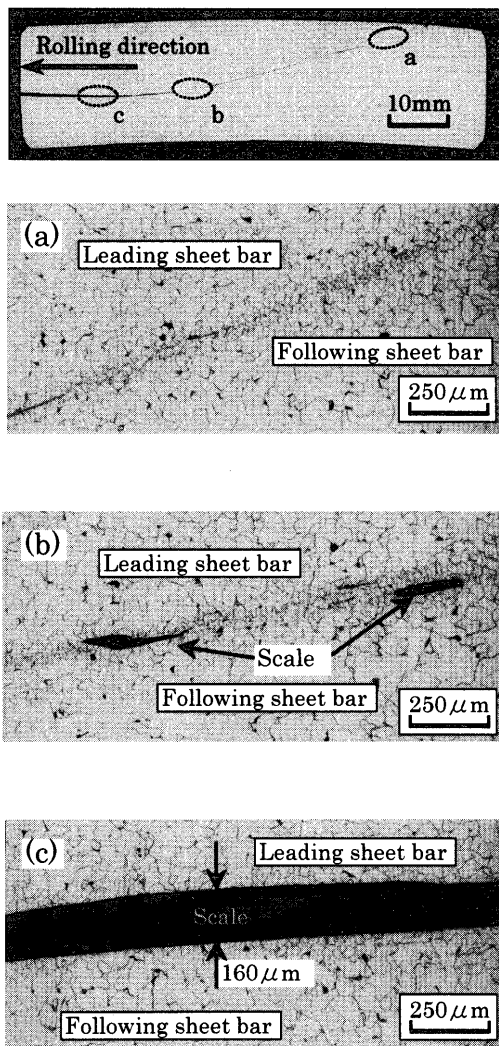 Rolling direction
a
b
c
10mm
(a)
Leading sheet bar
Following sheet bar
250μm
(b)
Leading sheet bar
Scale
Following sheet bar
250μm
(c)
Leading sheet bar
Scale
160μm
Following sheet bar
250μm